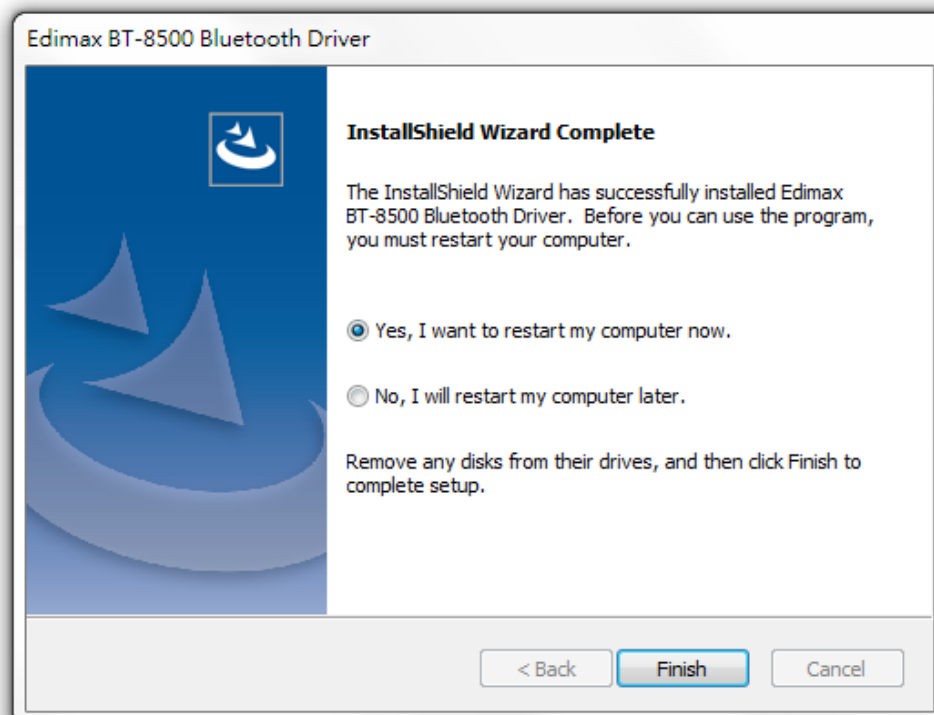 Edimax BT-8500 Bluetooth Driver
InstallShield Wizard Complete
The InstallShield Wizard has successfully installed Edimax
BT-8500 Bluetooth Driver.  Before you can use the program,
you must restart your computer.
Yes, I want to restart my computer now.
No, I will restart my computer later.
Remove any disks from their drives, and then click Finish to
complete setup.
< Back
Finish
Cancel